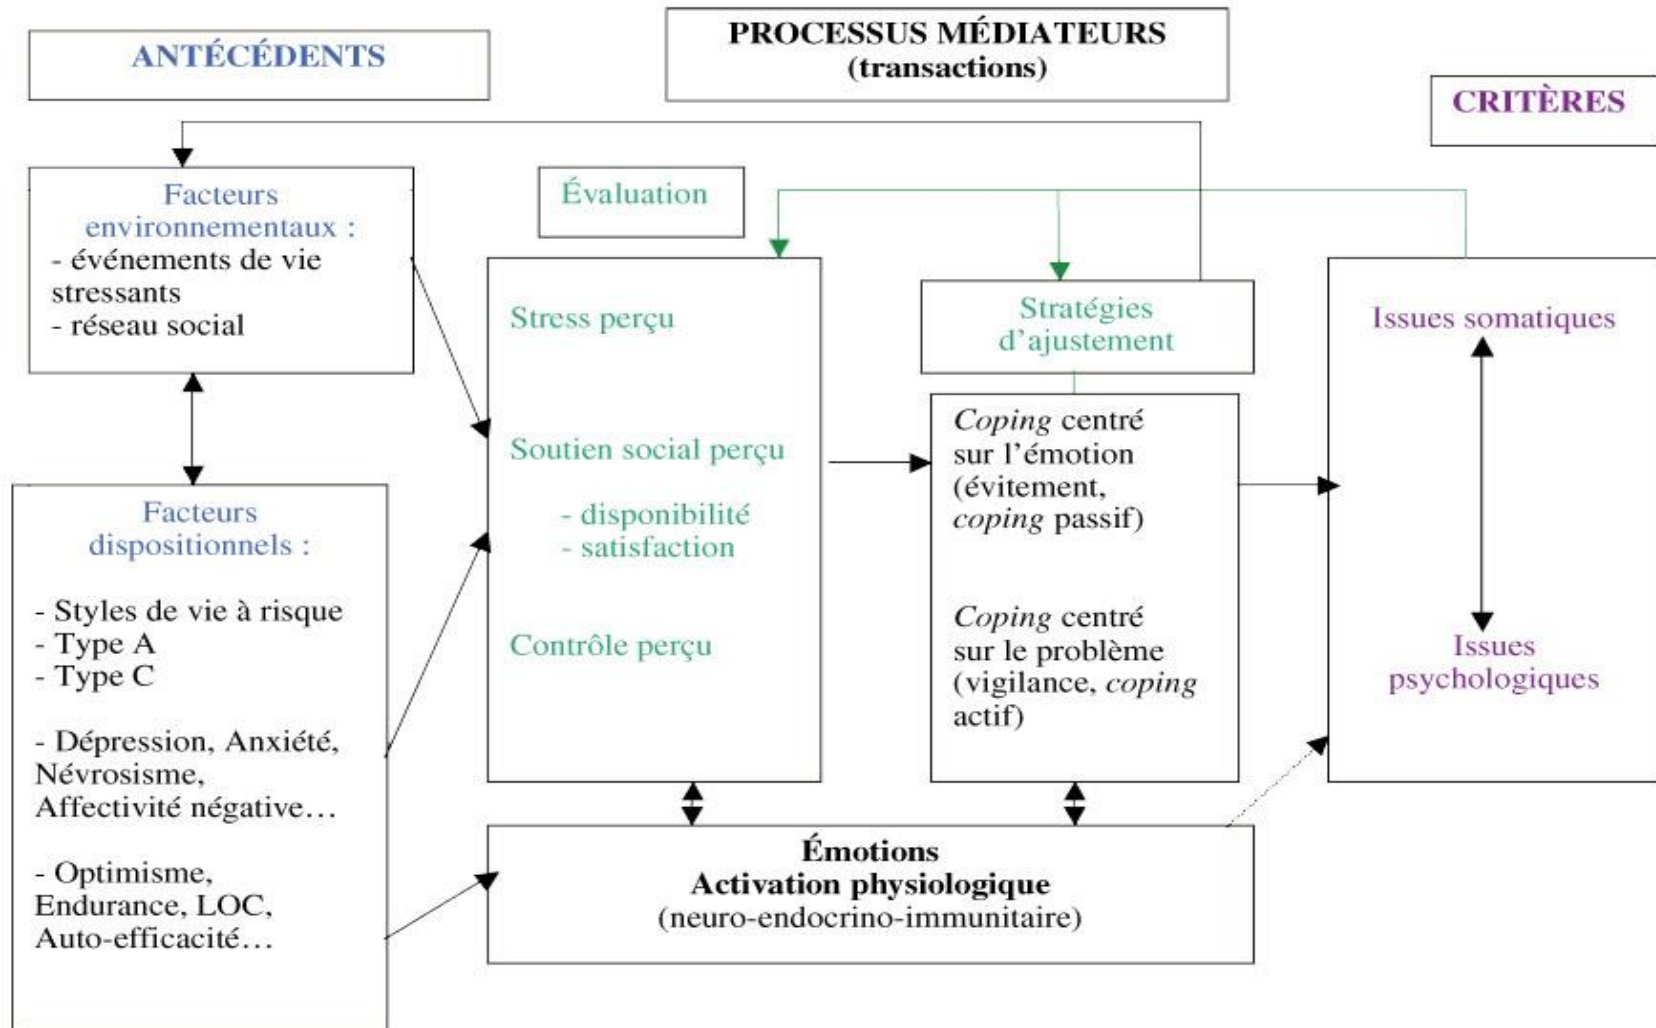 ANTÉCÉDENTS
PROCESSUS MÉDIATEURS
(transactions)
CRITÈRES
Facteurs
environnementaux :
- événements de vie
stressants
- réseau social
Facteurs
dispositionnels :
- Styles de vie à risque
- Type A
- Type C
- Dépression, Anxiété,
Névrosisme,
Affectivité négative…
- Optimisme,
Endurance, LOC,
Auto-efficacité…
Évaluation
Stress perçu
Soutien social perçu
- disponibilité
- satisfaction
Contrôle perçu
Stratégies
d’ajustement
Coping centré
sur l’émotion
(évitement,
coping passif)
Coping centré
sur le problème
(vigilance, coping
actif)
Émotions
Activation physiologique
(neuro-endocrino-immunitaire)
Issues somatiques
Issues
psychologiques